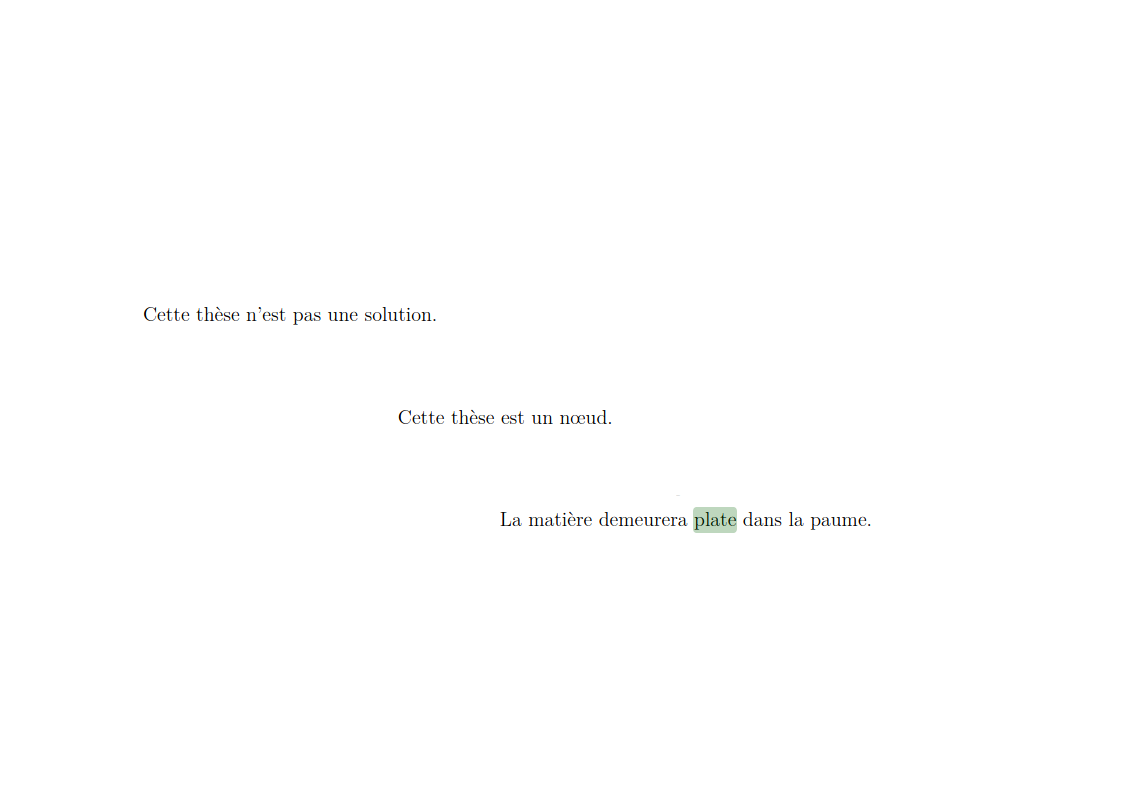 Cette thèse n'est pas une solution.
Cette thèse est un nœud.
La matière demeurera plate dans la paume.